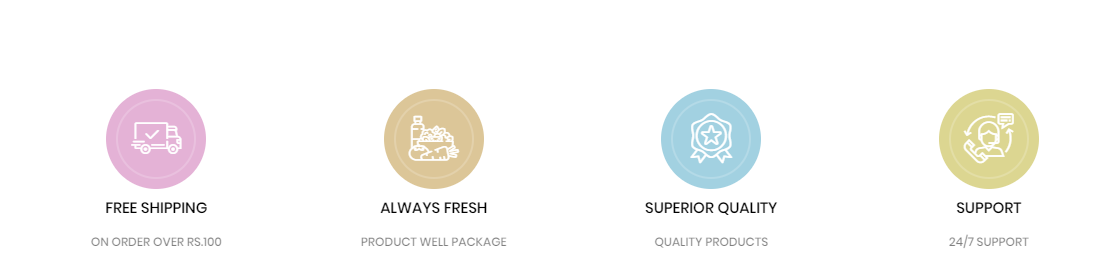 FREE SHIPPING
ON ORDER OVER RS.100
ALWAYS FRESH
PRODUCT WELL PACKAGE
SUPERIOR QUALITY
QUALITY PRODUCTS
SUPPORT
24/7 SUPPORT